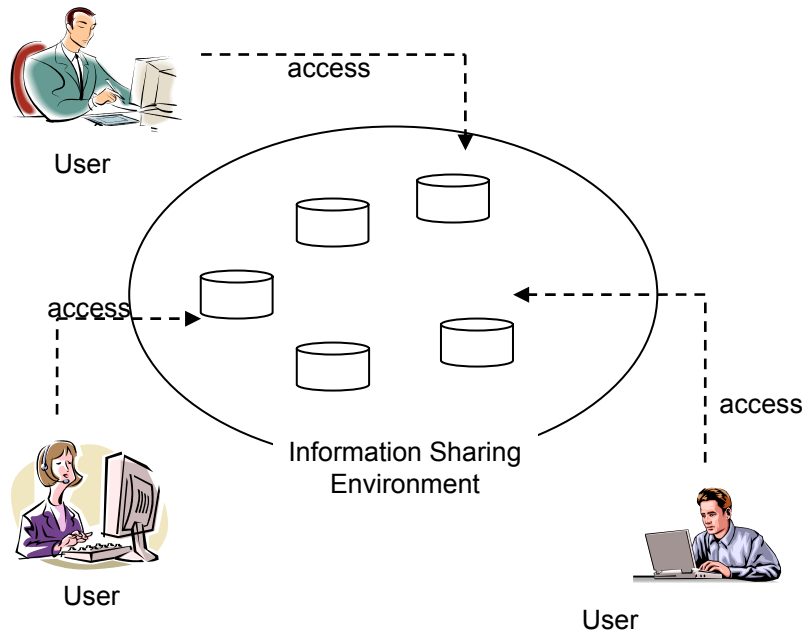 access
User
access
access
Information Sharing
Environment
User
User